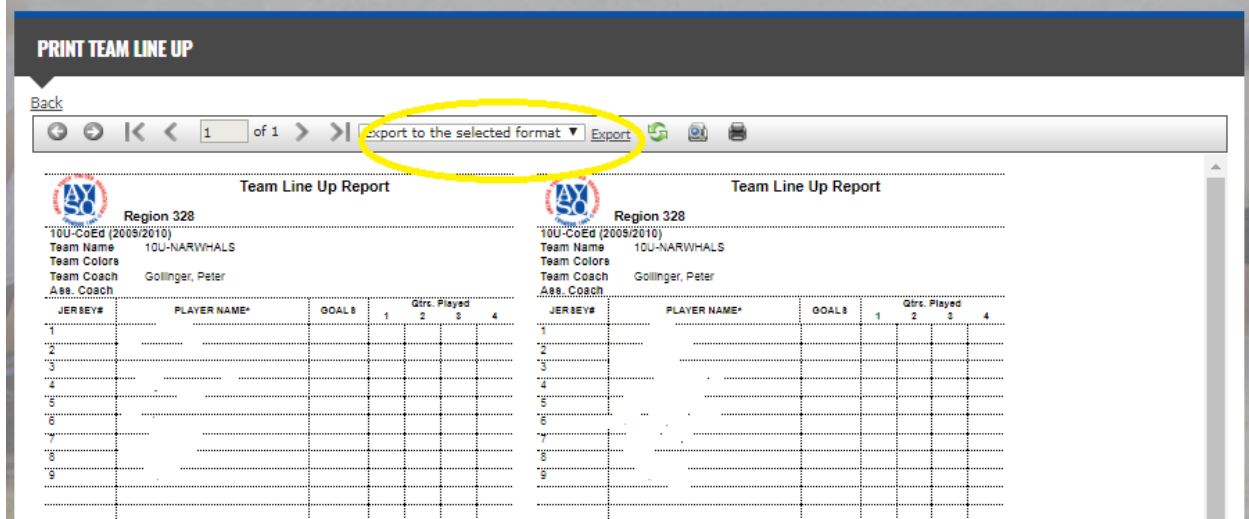 PRINT TEAM LINE UP
Back
1 of 1 Export to the selected format Export
Team Line Up Report
AYSO
Region 328
10U-CoEd (2009/2010)
Team Name 10U-NARWHALS
Team Colors
Team Coach Gollinger, Peter
Ass. Coach
JERSEY# PLAYER NAME* GOALS Qtrs. Played
1 2 3 4
1
2
3
4
5
6
7
8
9
Team Line Up Report
AYSO
Region 328
10U-CoEd (2009/2010)
Team Name 10U-NARWHALS
Team Colors
Team Coach Gollinger, Peter
Ass. Coach
JERSEY# PLAYER NAME* GOALS Qtrs. Played
1 2 3 4
1
2
3
4
5
6
7
8
9